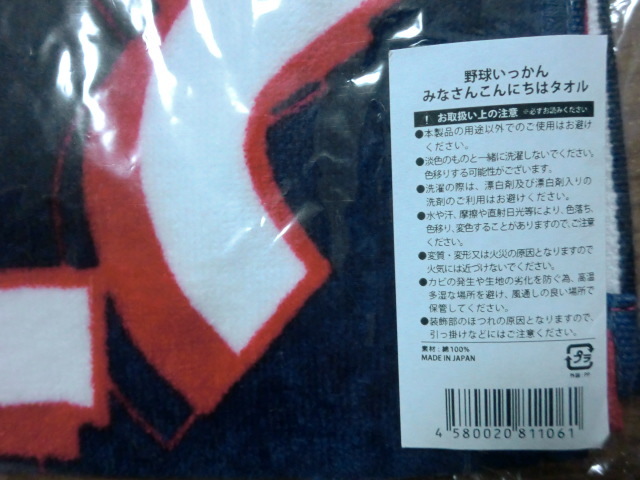 野球いっかん
みなさんこんにちはタオル
! お取扱い上の注意 ※必ずお読みください
●本製品の用途以外でのご使用はお避け
ください。
●淡色のものと一緒に洗濯しないでください。
色移りする可能性がございます。
●洗濯の際は、漂白剤及び漂白剤入りの
洗剤のご利用はお避けください。
●水や汗、摩擦や直射日光等により、色落ち、
色移り、変色することがありますので、ご注意
ください。
●変質・変形又は火災の原因となりますので
火気には近づけないでください。
●カビの発生や生地の劣化を防ぐ為、高温
多湿な場所を避け、風通しの良い場所で
保管してください。
●装飾部のほつれの原因となりますので、
引っ掛けなどにはご注意ください。
素材：綿100%
MADE IN JAPAN
プラ
外装：PP
4 580020 811061